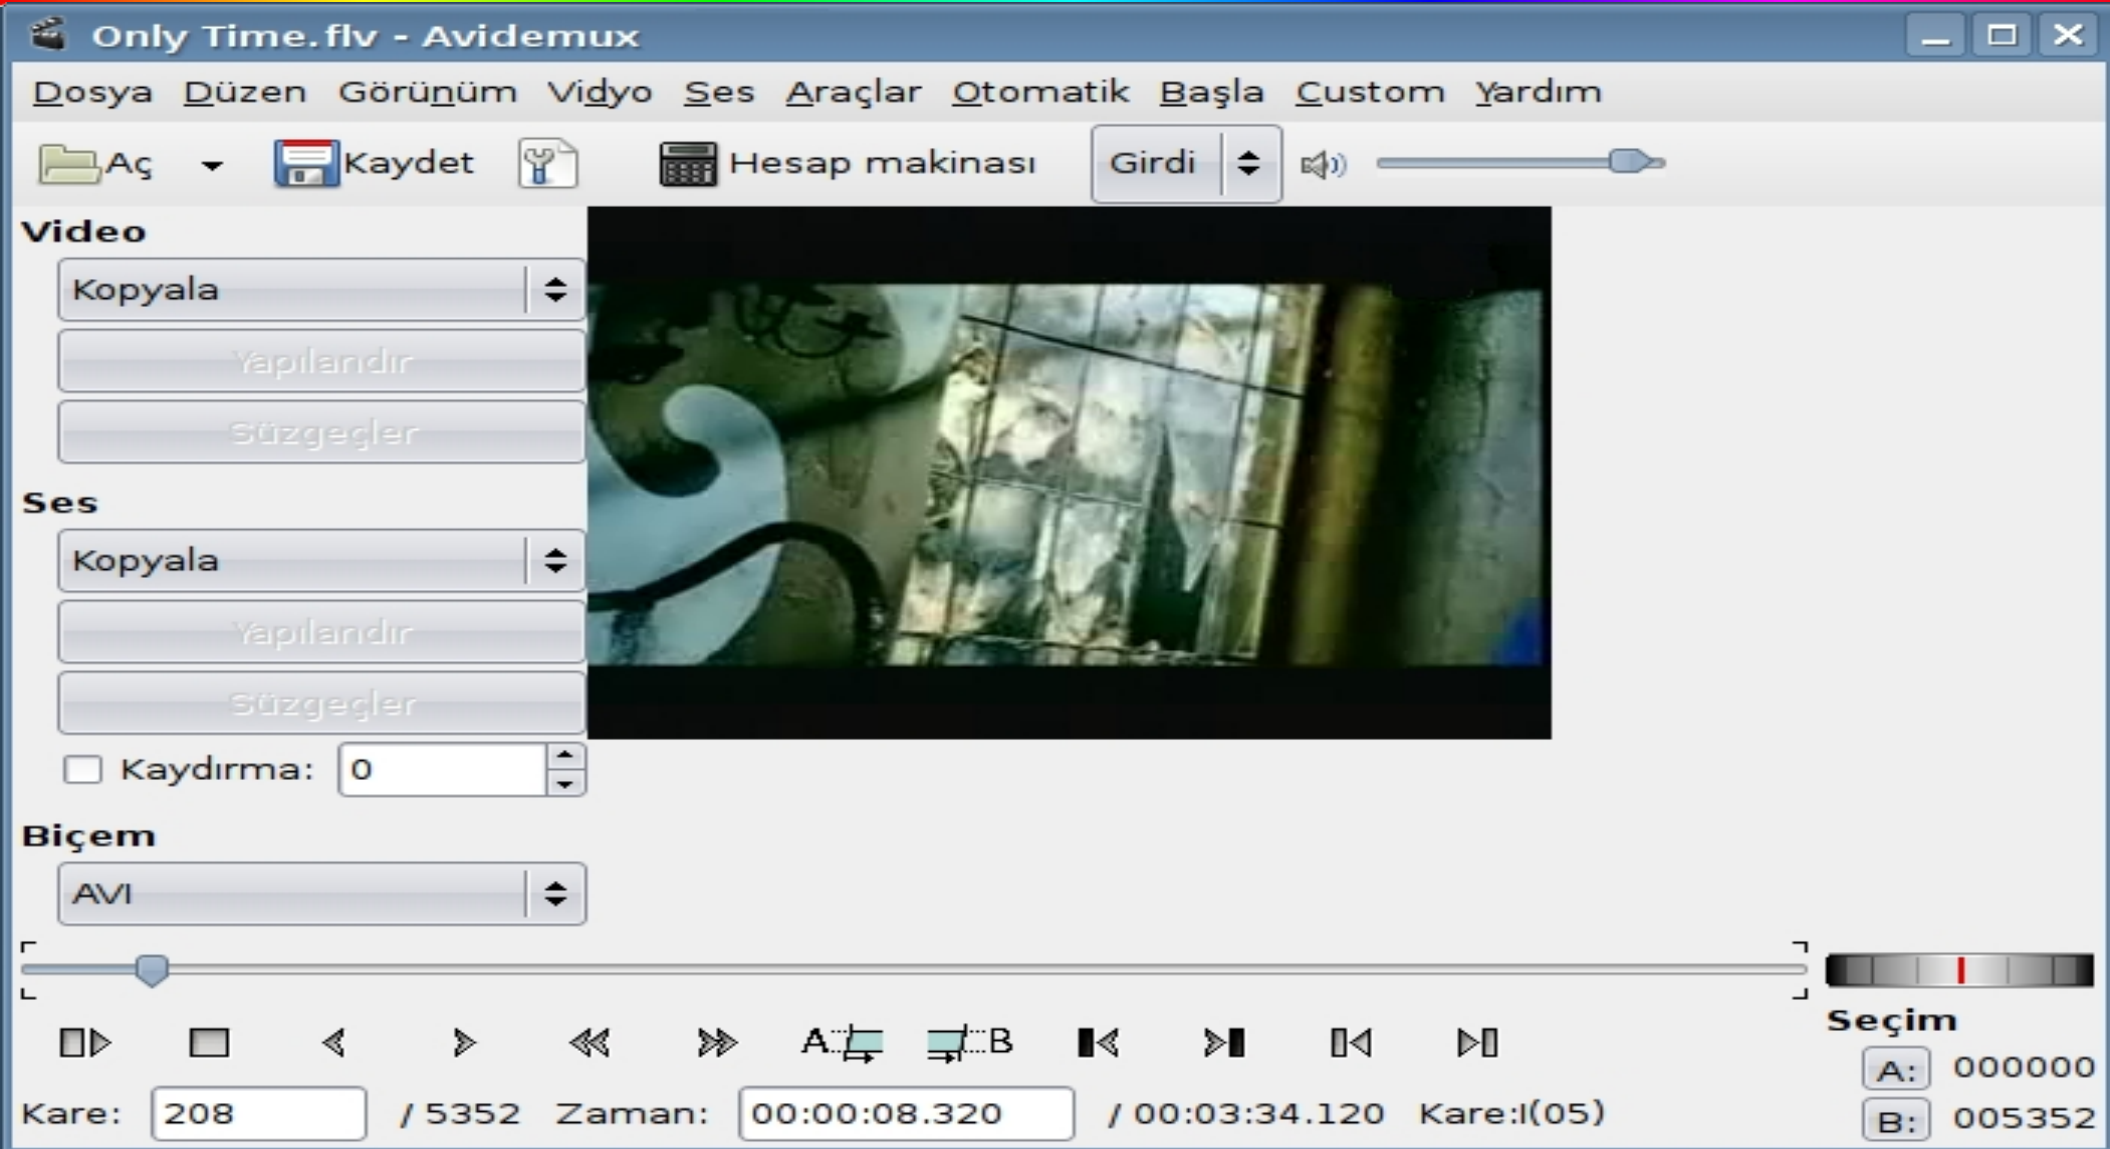 Only Time.flv - Avidemux
Dosya Düzen Görünüm Vidyo Ses Araçlar Otomatik Başla Custom Yardım
Aç Kaydet Hesap makinası Girdi
Video
Kopyala
Yapılandır
Süzgeçler
Ses
Kopyala
Yapılandır
Süzgeçler
Kaydırma: 0
Biçem
AVI
A B
Seçim
A: 000000
Kare: 208 / 5352 Zaman: 00:00:08.320 / 00:03:34.120 Kare:I(05)
B: 005352